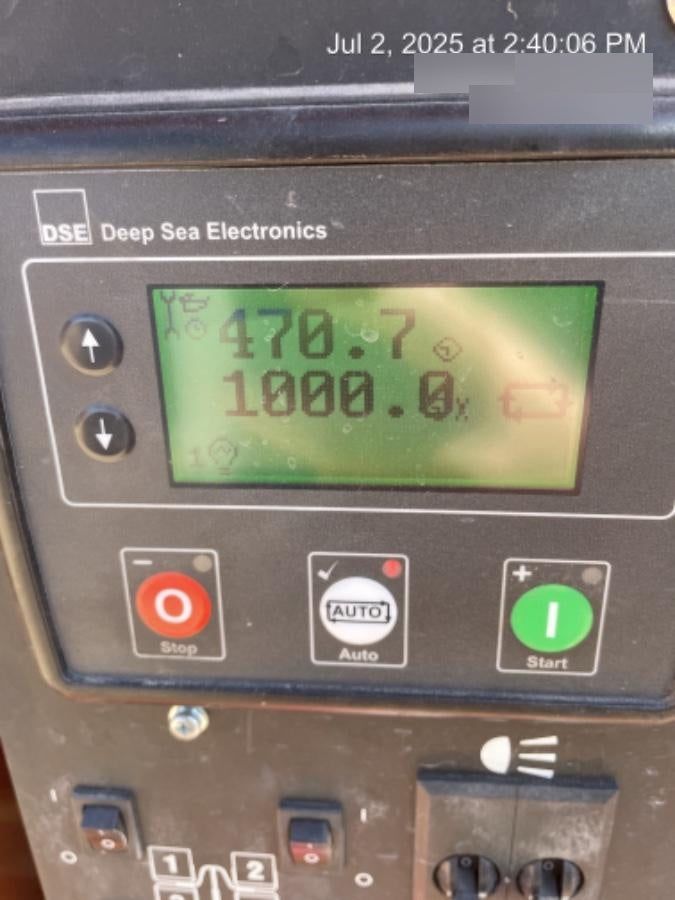 Jul 2, 2025 at 2:40:06 PM
DSE Deep Sea Electronics
470.7
1000.0
1
O
AUTO
I
Stop
Auto
Start
1 2